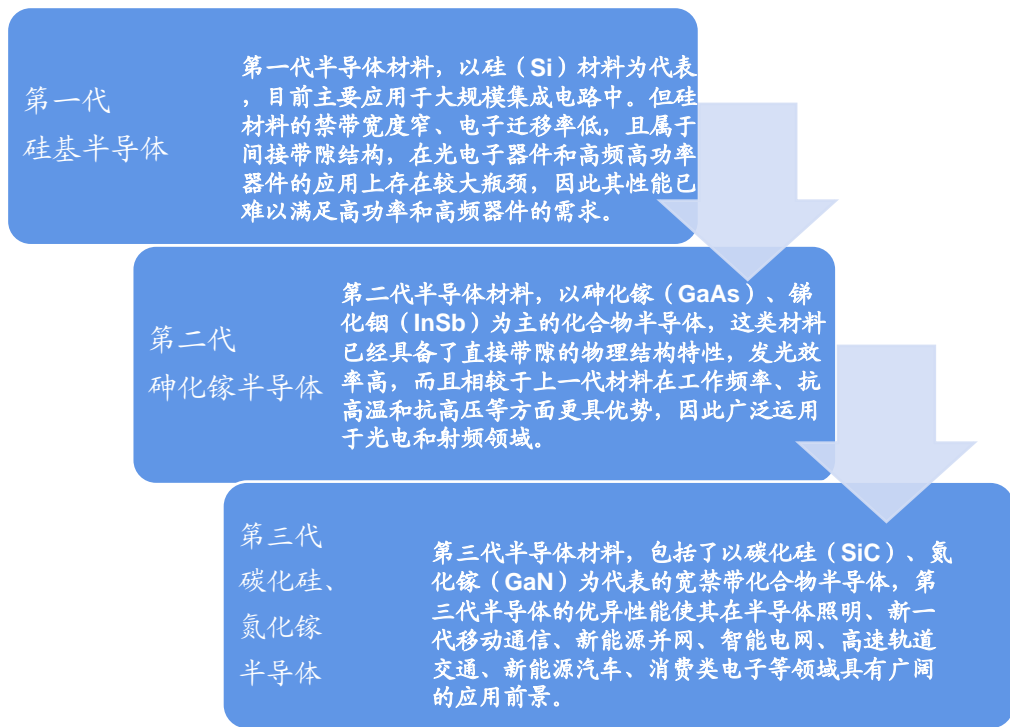 第一代
硅基半导体
第一代半导体材料，以硅（Si）材料为代表
，目前主要应用于大规模集成电路中。但硅
材料的禁带宽度窄、电子迁移率低，且属于
间接带隙结构，在光电子器件和高频高功率
器件的应用上存在较大瓶颈，因此其性能已
难以满足高功率和高频器件的需求。
第二代
砷化镓半导体
第二代半导体材料，以砷化镓（GaAs）、锑
化铟（InSb）为主的化合物半导体，这类材料
已经具备了直接带隙的物理结构特性，发光效
率高，而且相较于上一代材料在工作频率、抗
高温和抗高压等方面更具优势，因此广泛运用
于光电和射频领域。
第三代
碳化硅、
氮化镓
半导体
第三代半导体材料，包括了以碳化硅（SiC）、氮
化镓（GaN）为代表的宽禁带化合物半导体，第
三代半导体的优异性能使其在半导体照明、新一
代移动通信、新能源并网、智能电网、高速轨道
交通、新能源汽车、消费类电子等领域具有广阔
的应用前景。